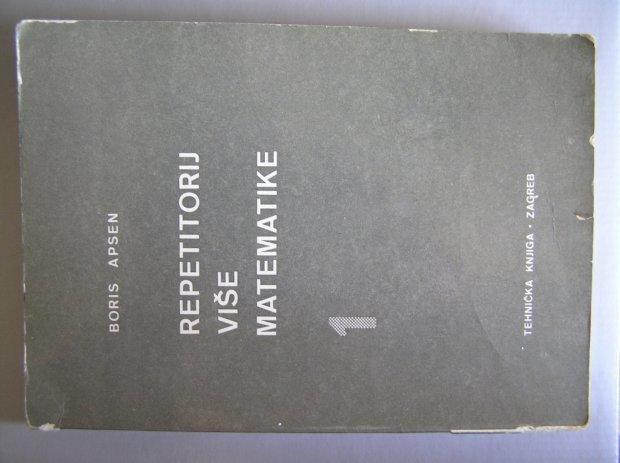 BORIS APSEN
REPETITORIJ
VIŠE
MATEMATIKE
1
TEHNIČKA KNJIGA • ZAGREB